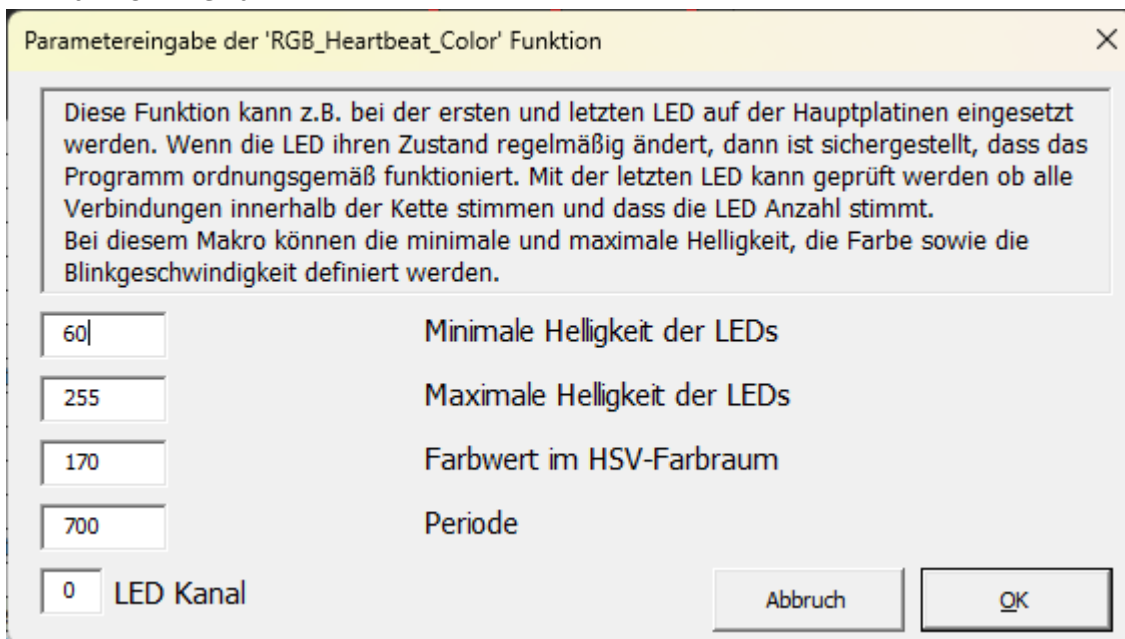 Parametereingabe der 'RGB_Heartbeat_Color' Funktion
Diese Funktion kann z.B. bei der ersten und letzten LED auf der Hauptplatinen eingesetzt
werden. Wenn die LED ihren Zustand regelmäßig ändert, dann ist sichergestellt, dass das
Programm ordnungsgemäß funktioniert. Mit der letzten LED kann geprüft werden ob alle
Verbindungen innerhalb der Kette stimmen und dass die LED Anzahl stimmt.
Bei diesem Makro können die minimale und maximale Helligkeit, die Farbe sowie die
Blinkgeschwindigkeit definiert werden.
60 Minimale Helligkeit der LEDs
255 Maximale Helligkeit der LEDs
170 Farbwert im HSV-Farbraum
700 Periode
0 LED Kanal Abbruch OK